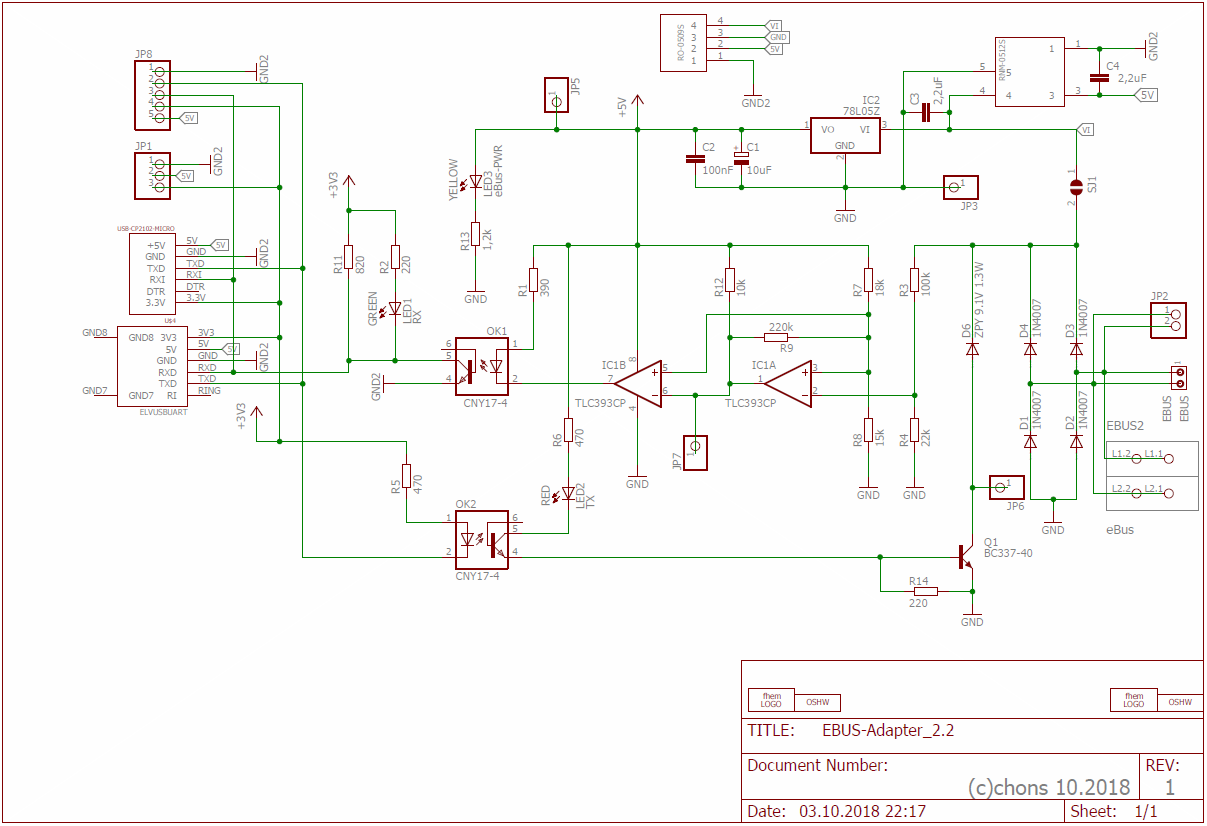 RO-0509S
4
3
2
1
4
3
2
1
VI
GND
5V
GND2
RNM-0512S
5
4
1
3
5
4
1
3
GND2
C4
2,2uF
5V
JP8
1
2
3
4
5
GND2
5V
JP5
1
+5V
IC2
78L05Z
1
VO
VI
3
GND
2
C3
2,2uF
VI
JP1
1
2
3
GND2
5V
YELLOW
LED3
eBus-PWR
C2
100nF
+
C1
10uF
JP3
1
GND
1
SJ1
2
+3V3
USB-CP2102-MICRO
+5V
GND
TXD
RXI
DTR
3.3V
5V
GND
TXD
RXI
DTR
3.3V
5V
GND2
R11
820
R2
220
R13
1,2k
GND
R1
390
R12
10k
R7
18k
R3
100k
D6
ZPY 9.1V 1.3W
D4
1N4007
D3
1N4007
JP2
1
2
GREEN
LED1
RX
U$4
GND8
GND8
3V3
5V
GND
RXD
TXD
GND7
RI
3V3
5V
GND
RXD
TXD
RING
5V
GND2
GND7
ELVUSBUART
GND2
OK1
6
5
4
1
2
CNY17-4
IC1B
8
7
5
6
4
+
−
TLC393CP
220k
R9
IC1A
1
3
2
+
−
TLC393CP
1
EBUS
EBUS
+3V3
R6
470
JP7
1
R8
15k
R4
22k
D1
1N4007
D2
1N4007
EBUS2
L1.2
L1.1
L2.2
L2.1
eBus
R5
470
RED
LED2
TX
GND
GND
GND
JP6
1
GND
OK2
1
2
6
5
4
CNY17-4
Q1
BC337-40
R14
220
GND
fhem
LOGO
OSHW
fhem
LOGO
OSHW
TITLE: EBUS-Adapter_2.2
Document Number:
(c)chons 10.2018
REV:
1
Date: 03.10.2018 22:17
Sheet: 1/1